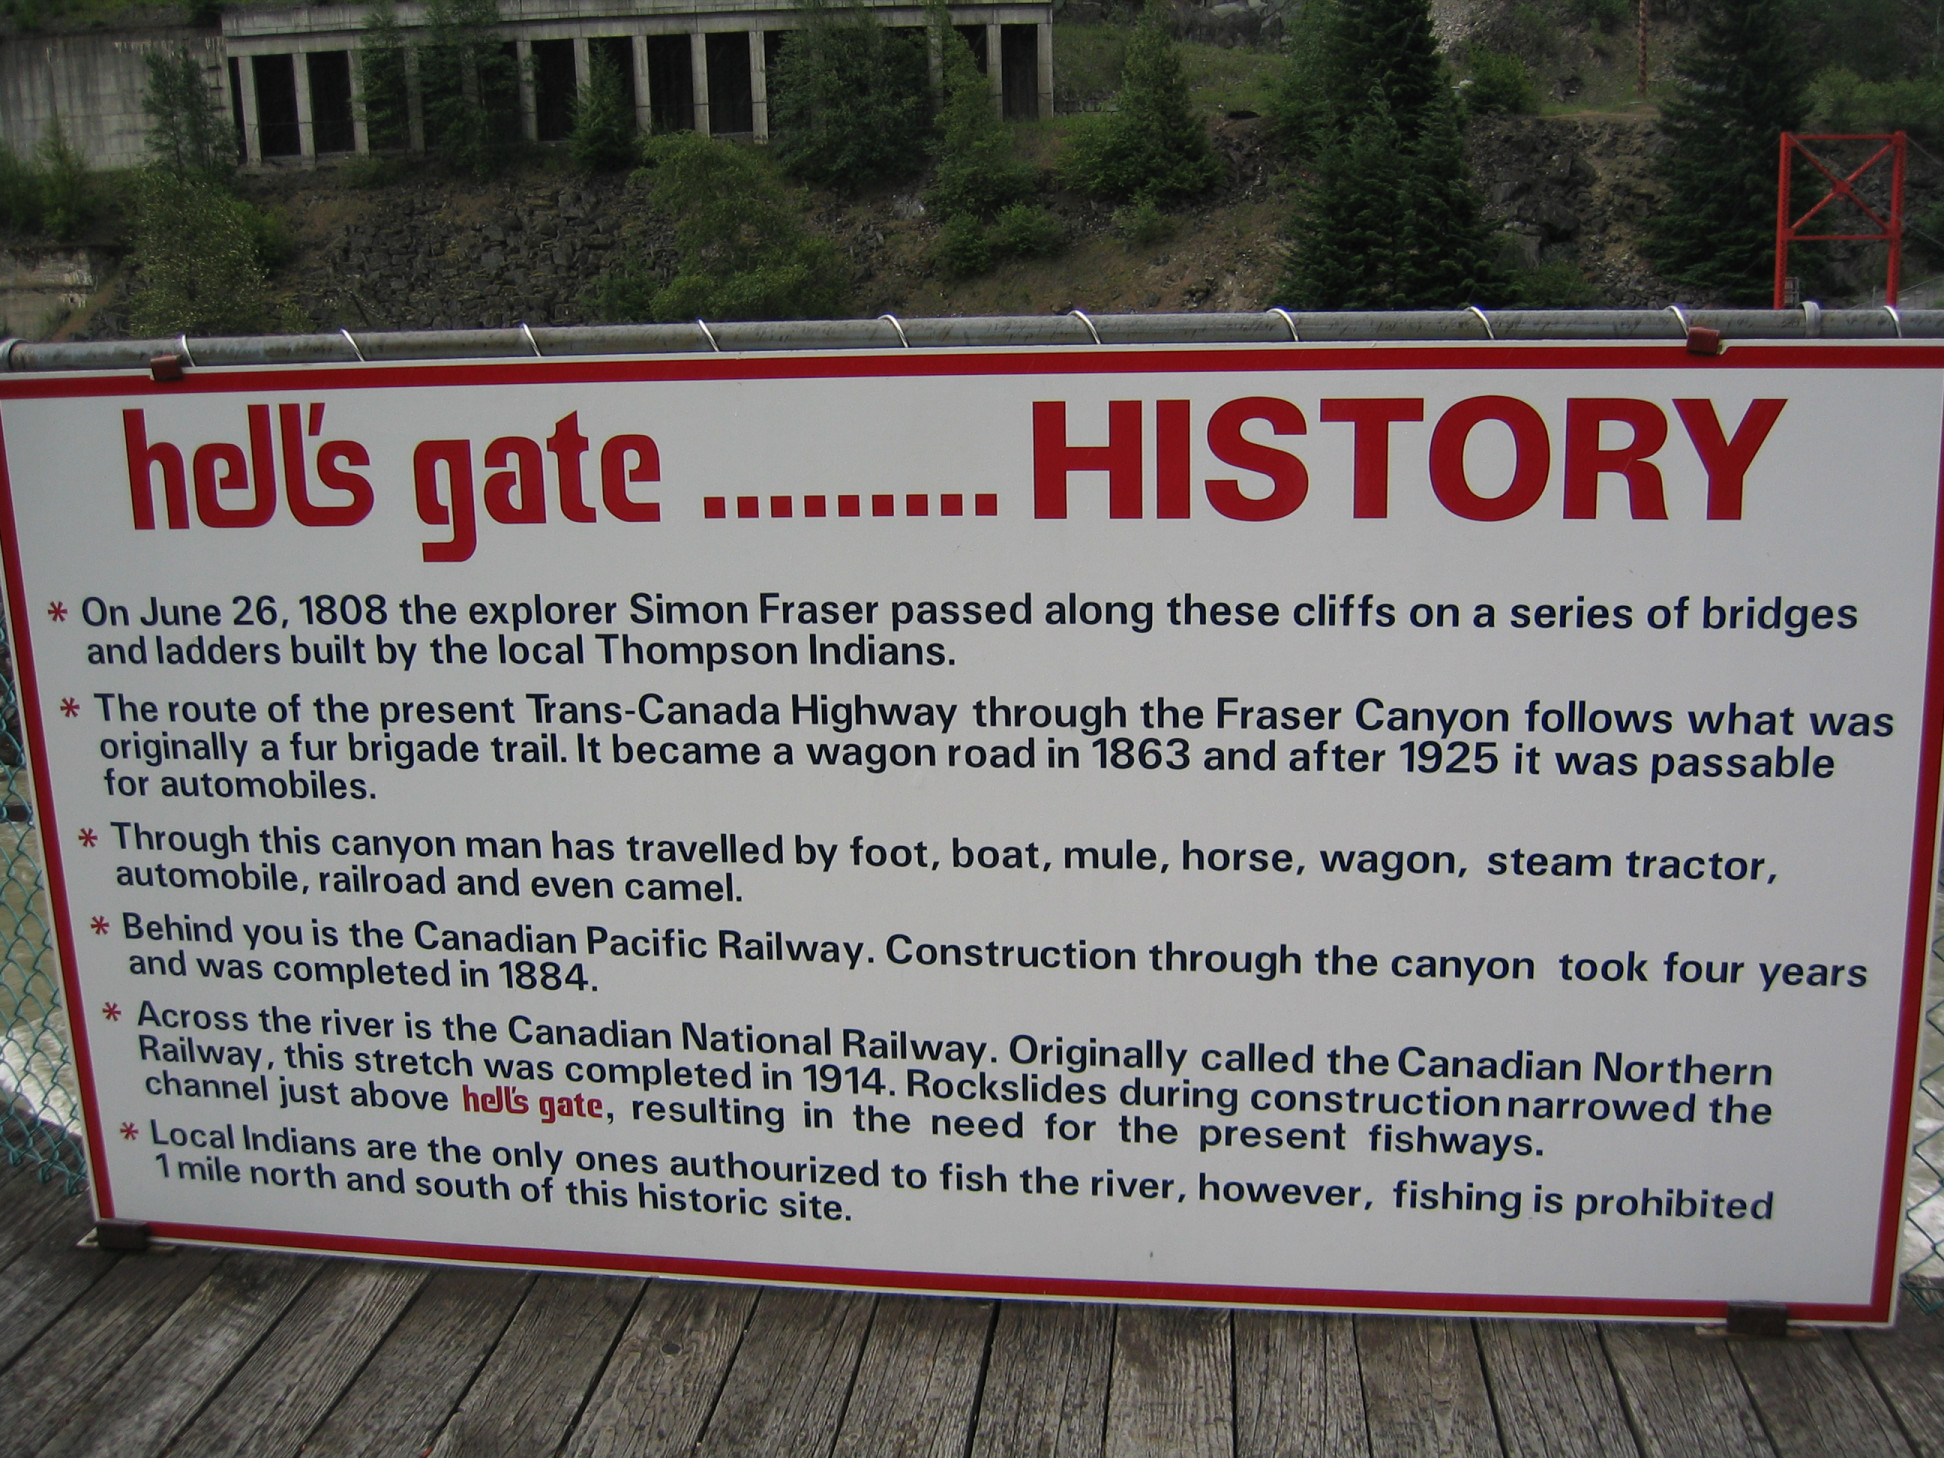 hell's gate ......... HISTORY
* On June 26, 1808 the explorer Simon Fraser passed along these cliffs on a series of bridges
and ladders built by the local Thompson Indians.
* The route of the present Trans-Canada Highway through the Fraser Canyon follows what was
originally a fur brigade trail. It became a wagon road in 1863 and after 1925 it was passable
for automobiles.
* Through this canyon man has travelled by foot, boat, mule, horse, wagon, steam tractor,
automobile, railroad and even camel.
* Behind you is the Canadian Pacific Railway. Construction through the canyon took four years
and was completed in 1884.
* Across the river is the Canadian National Railway. Originally called the Canadian Northern
Railway, this stretch was completed in 1914. Rockslides during construction narrowed the
channel just above hell's gate, resulting in the need for the present fishways.
* Local Indians are the only ones authourized to fish the river, however, fishing is prohibited
1 mile north and south of this historic site.